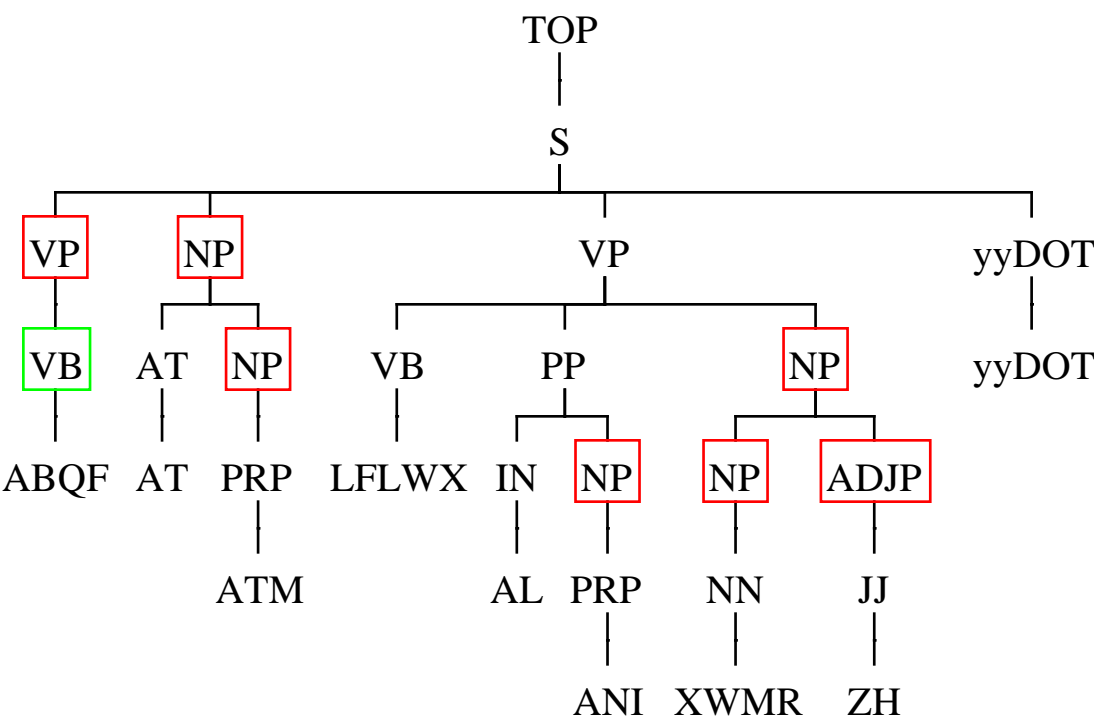 TOP
S
VP NP VP yyDOT
VB AT NP VB PP NP yyDOT
ABQF AT PRP LFLWX IN NP NP ADJP
ATM AL PRP NN JJ
ANI XWMR ZH